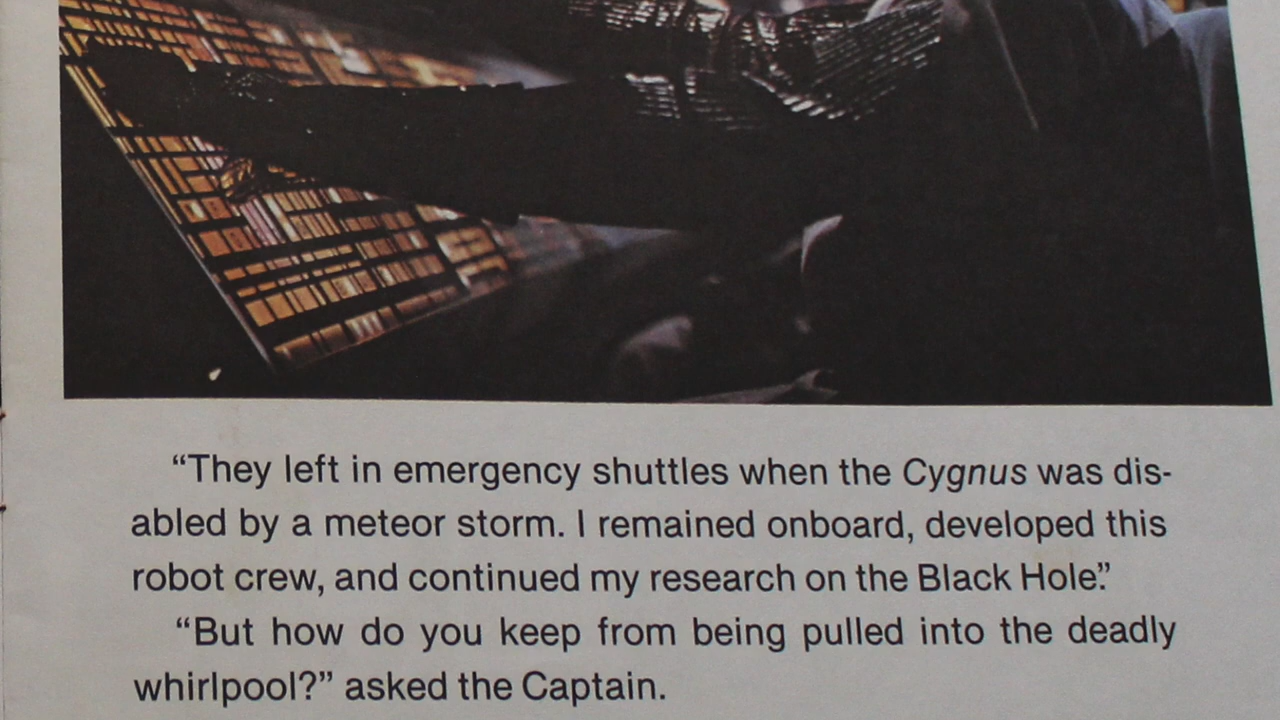 “They left in emergency shuttles when the Cygnus was dis-
abled by a meteor storm. I remained onboard, developed this
robot crew, and continued my research on the Black Hole.”
“But how do you keep from being pulled into the deadly
whirlpool?” asked the Captain.